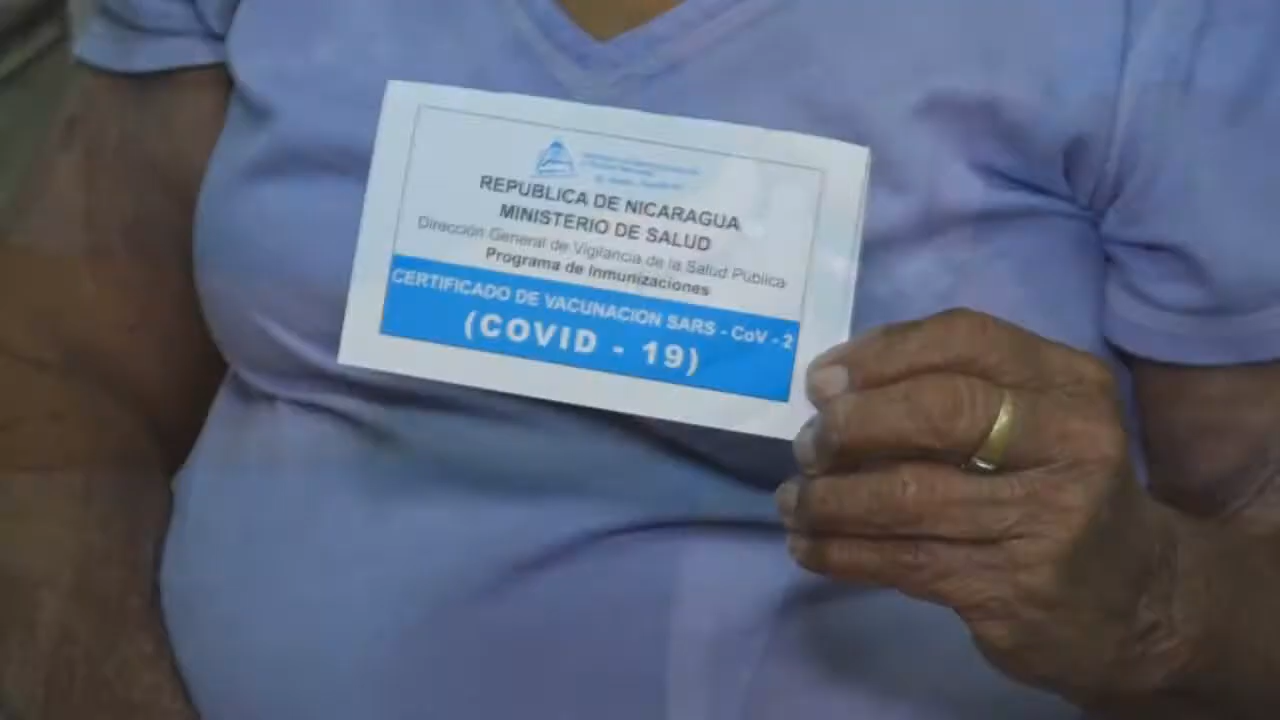 REPUBLICA DE NICARAGUA
MINISTERIO DE SALUD
Dirección General de Vigilancia de la Salud Pública
Programa de Inmunizaciones
CERTIFICADO DE VACUNACION SARS - CoV - 2
(COVID - 19)